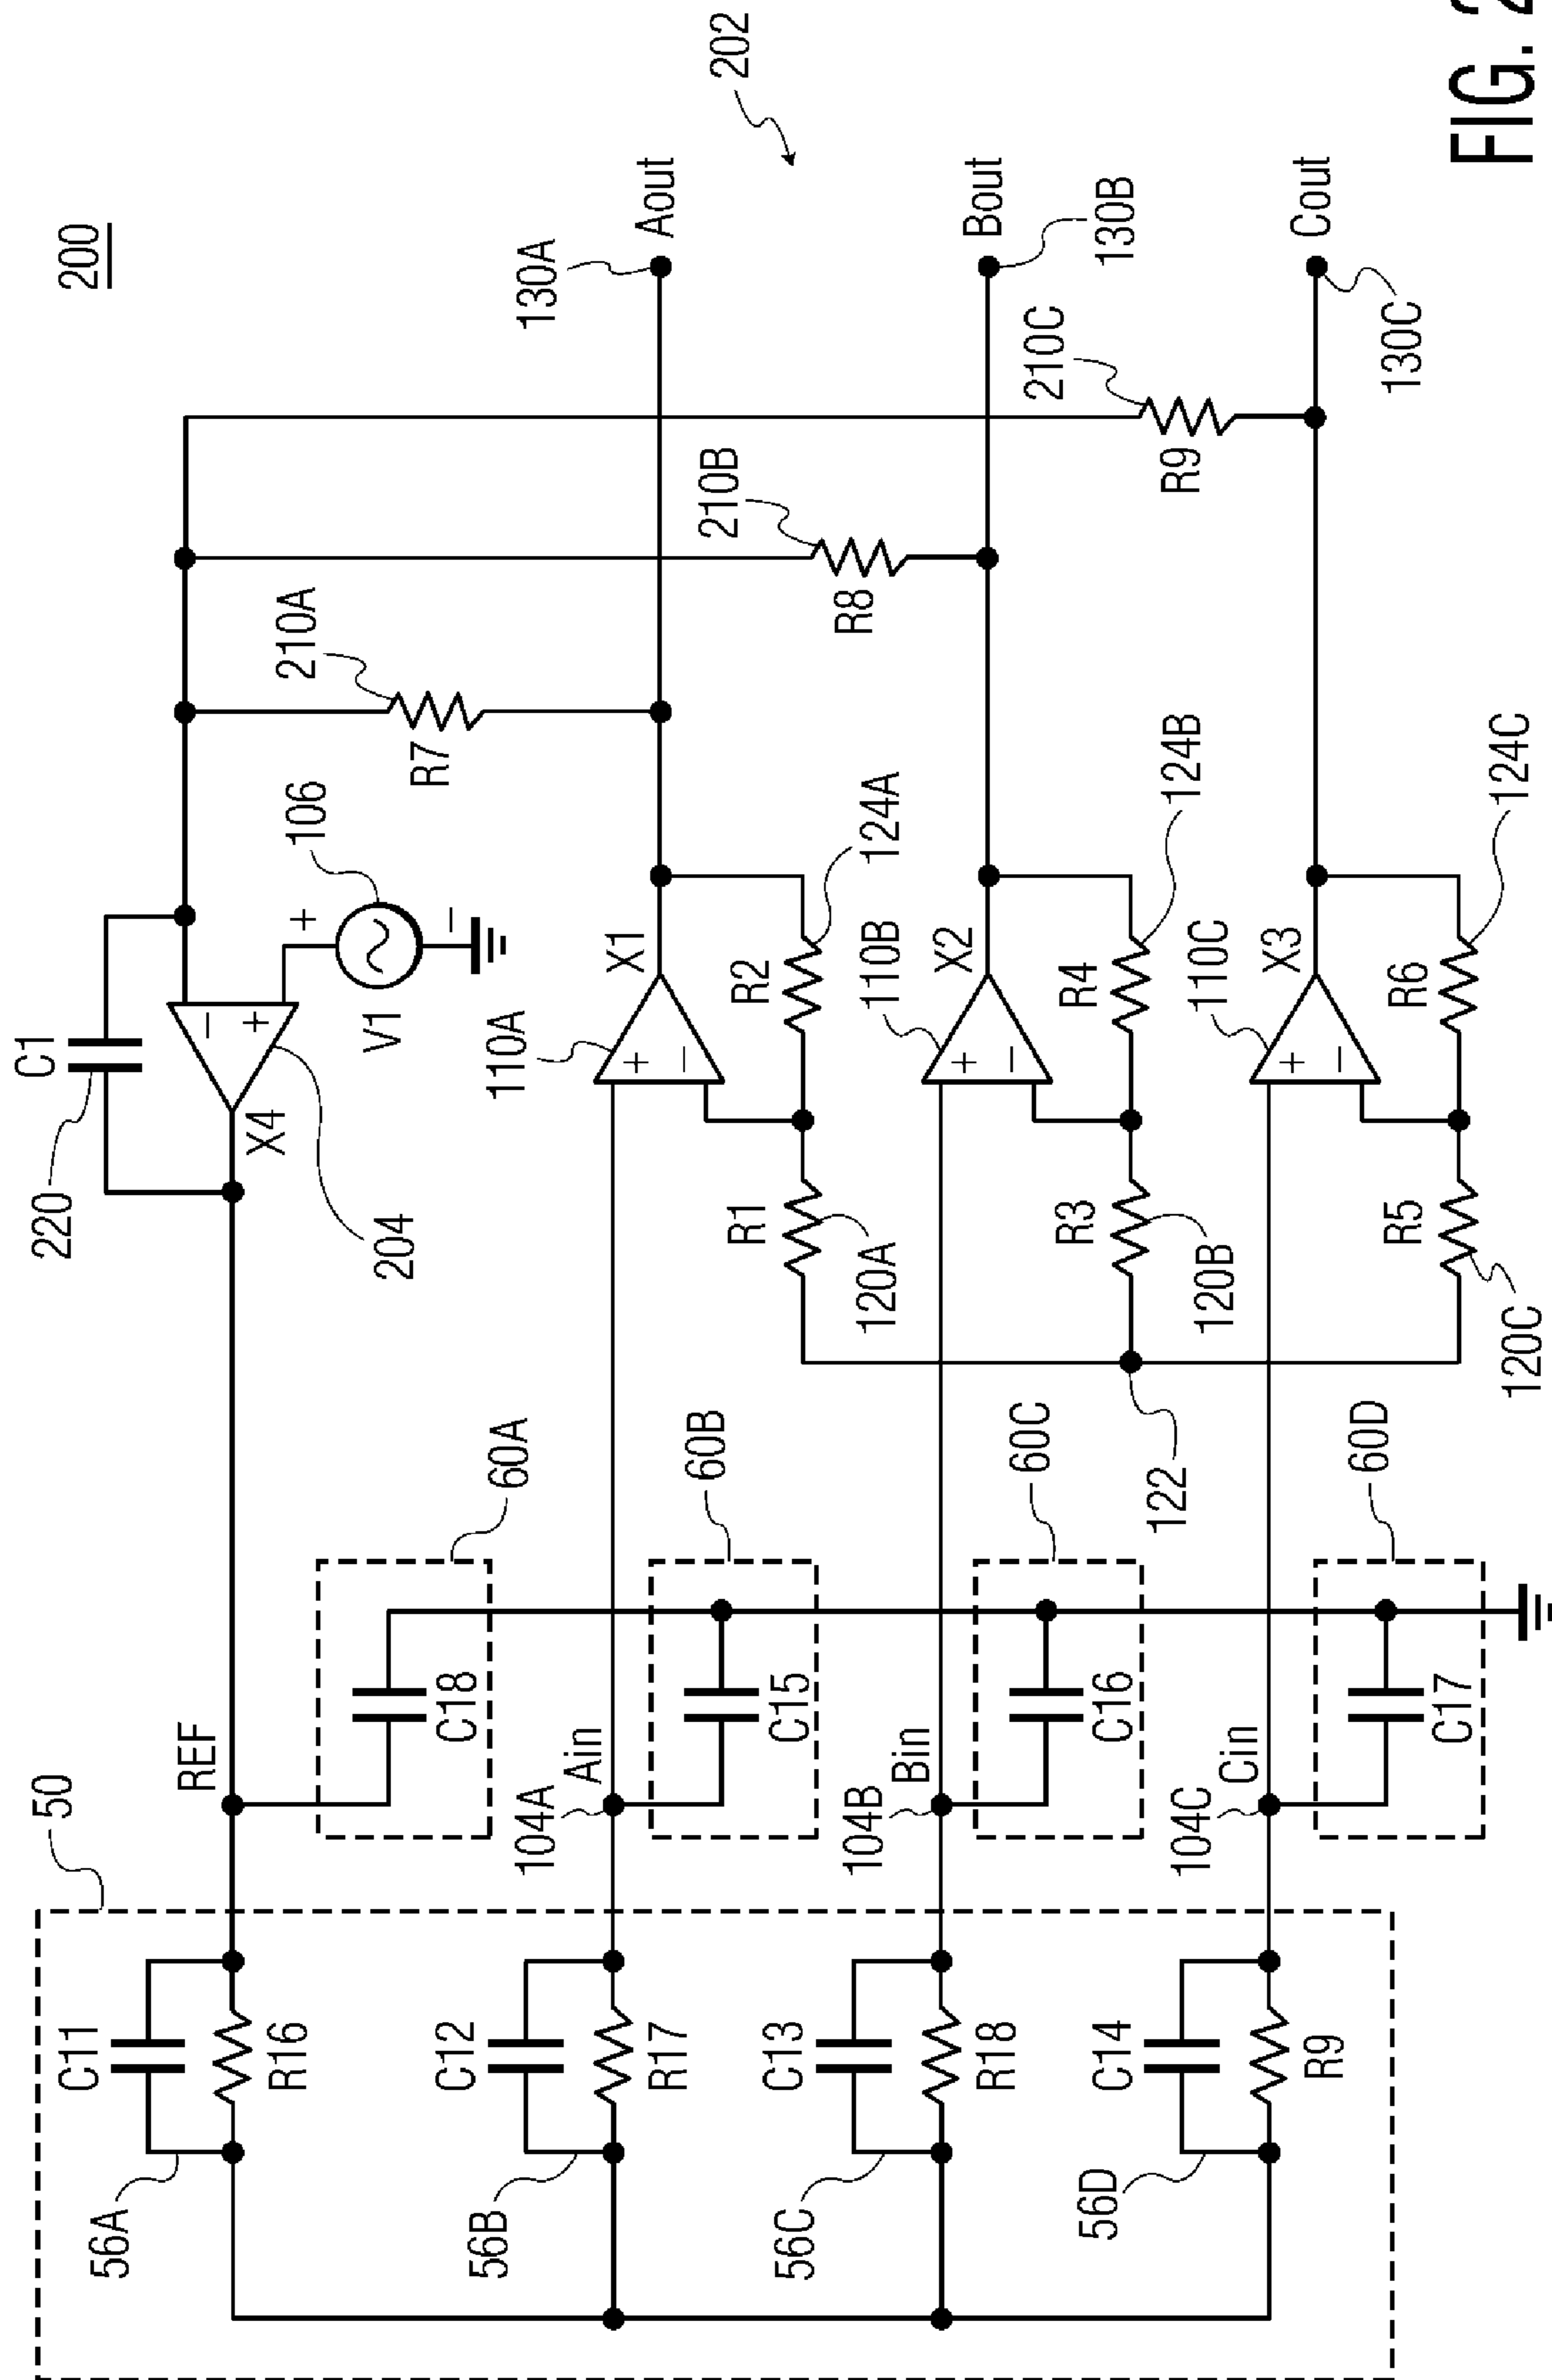 200
202
C1
220
X4
204
V1
106
+
−
−
+
210A
R7
210B
R8
210C
R9
130A
Aout
130B
Bout
130C
Cout
50
REF
C11
R16
56A
C18
60A
C12
R17
56B
104A
Ain
C15
60B
110A
X1
+
−
R1
120A
R2
124A
C13
R18
56C
104B
Bin
C16
60C
110B
X2
+
−
R3
120B
R4
124B
122
C14
R9
56D
104C
Cin
C17
60D
110C
X3
+
−
R5
120C
R6
124C
FIG. 2